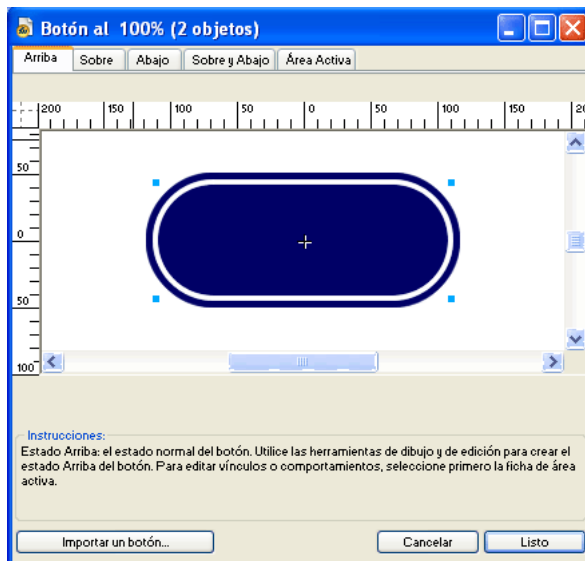 Botón al 100% (2 objetos)
Arriba Sobre Abajo Sobre y Abajo Área Activa
200 150 100 50 0 50 100 150 20
50
0
50
100
Instrucciones:
Estado Arriba: el estado normal del botón. Utilice las herramientas de dibujo y de edición para crear el
estado Arriba del botón. Para editar vínculos o comportamientos, seleccione primero la ficha de área
activa.
Importar un botón... Cancelar Listo